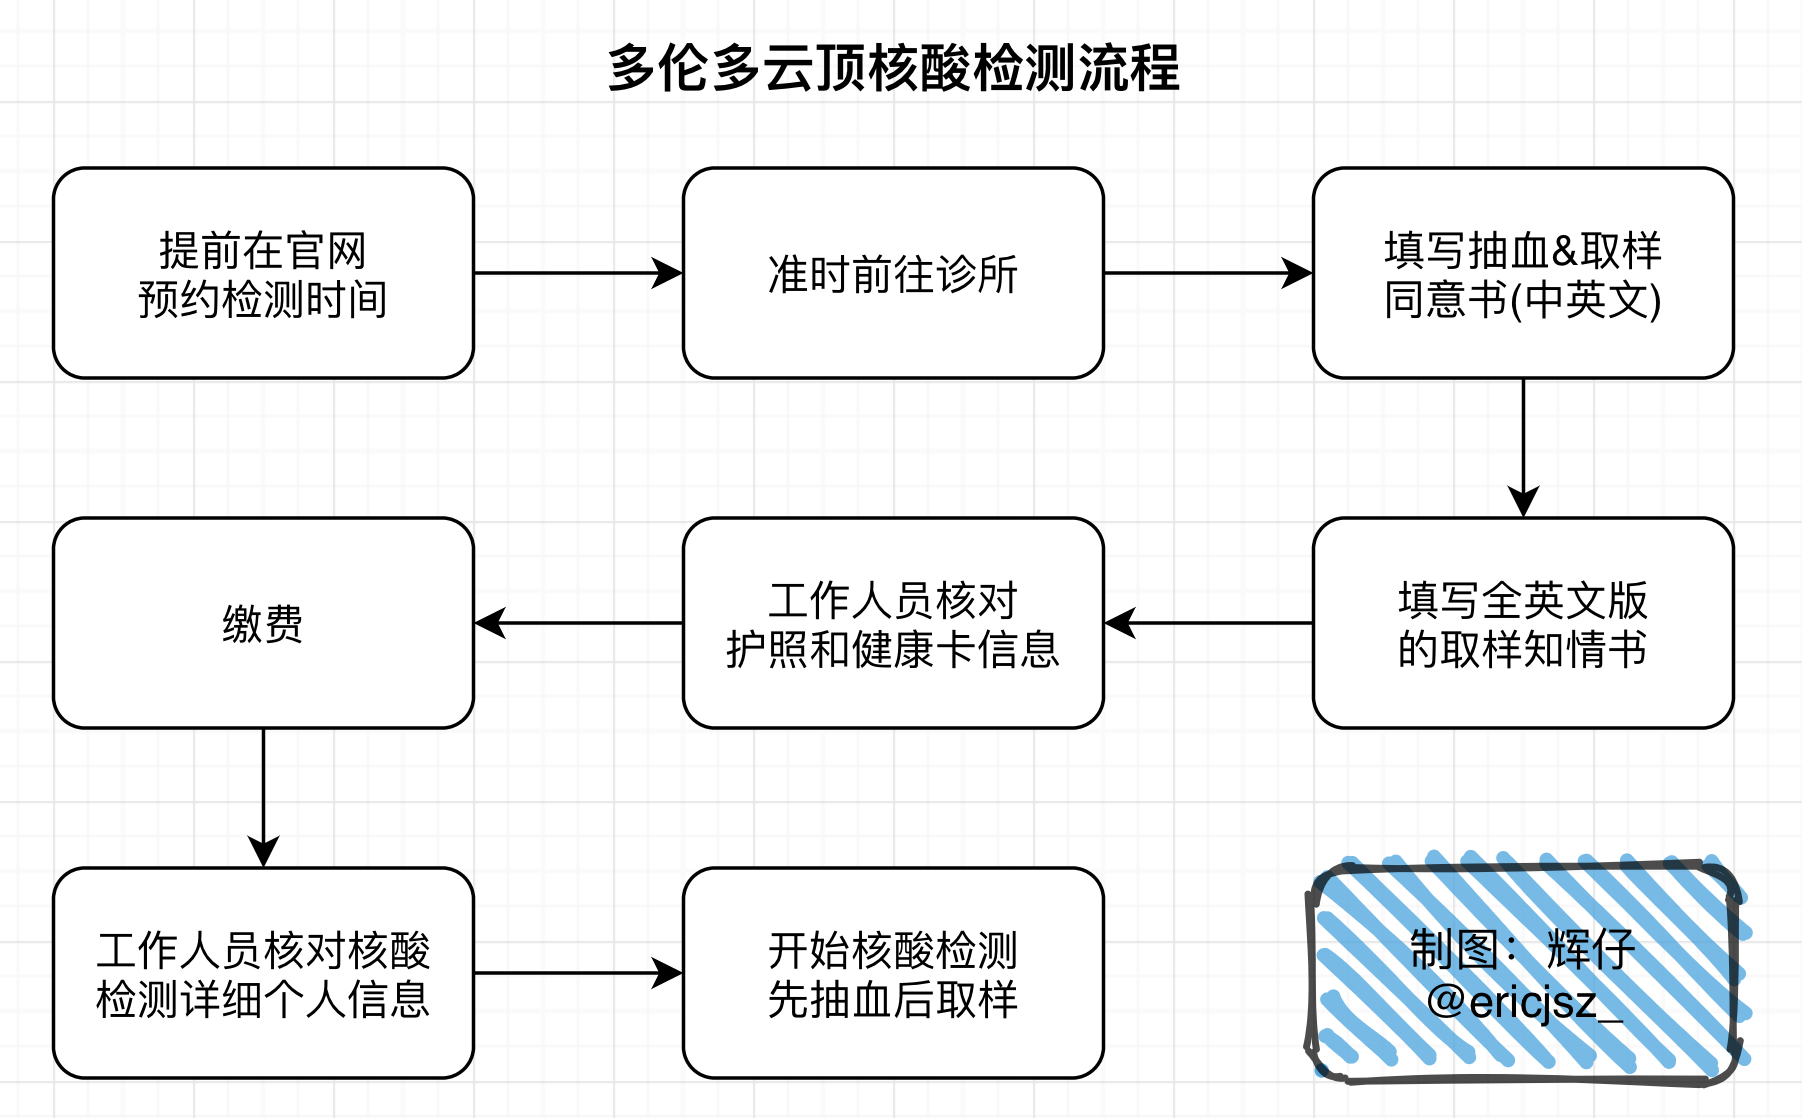 多伦多云顶核酸检测流程
提前在官网
预约检测时间
准时前往诊所
填写抽血&取样
同意书(中英文)
填写全英文版
的取样知情书
工作人员核对
护照和健康卡信息
缴费
工作人员核对核酸
检测详细个人信息
开始核酸检测
先抽血后取样
制图：辉仔
@ericjsz_